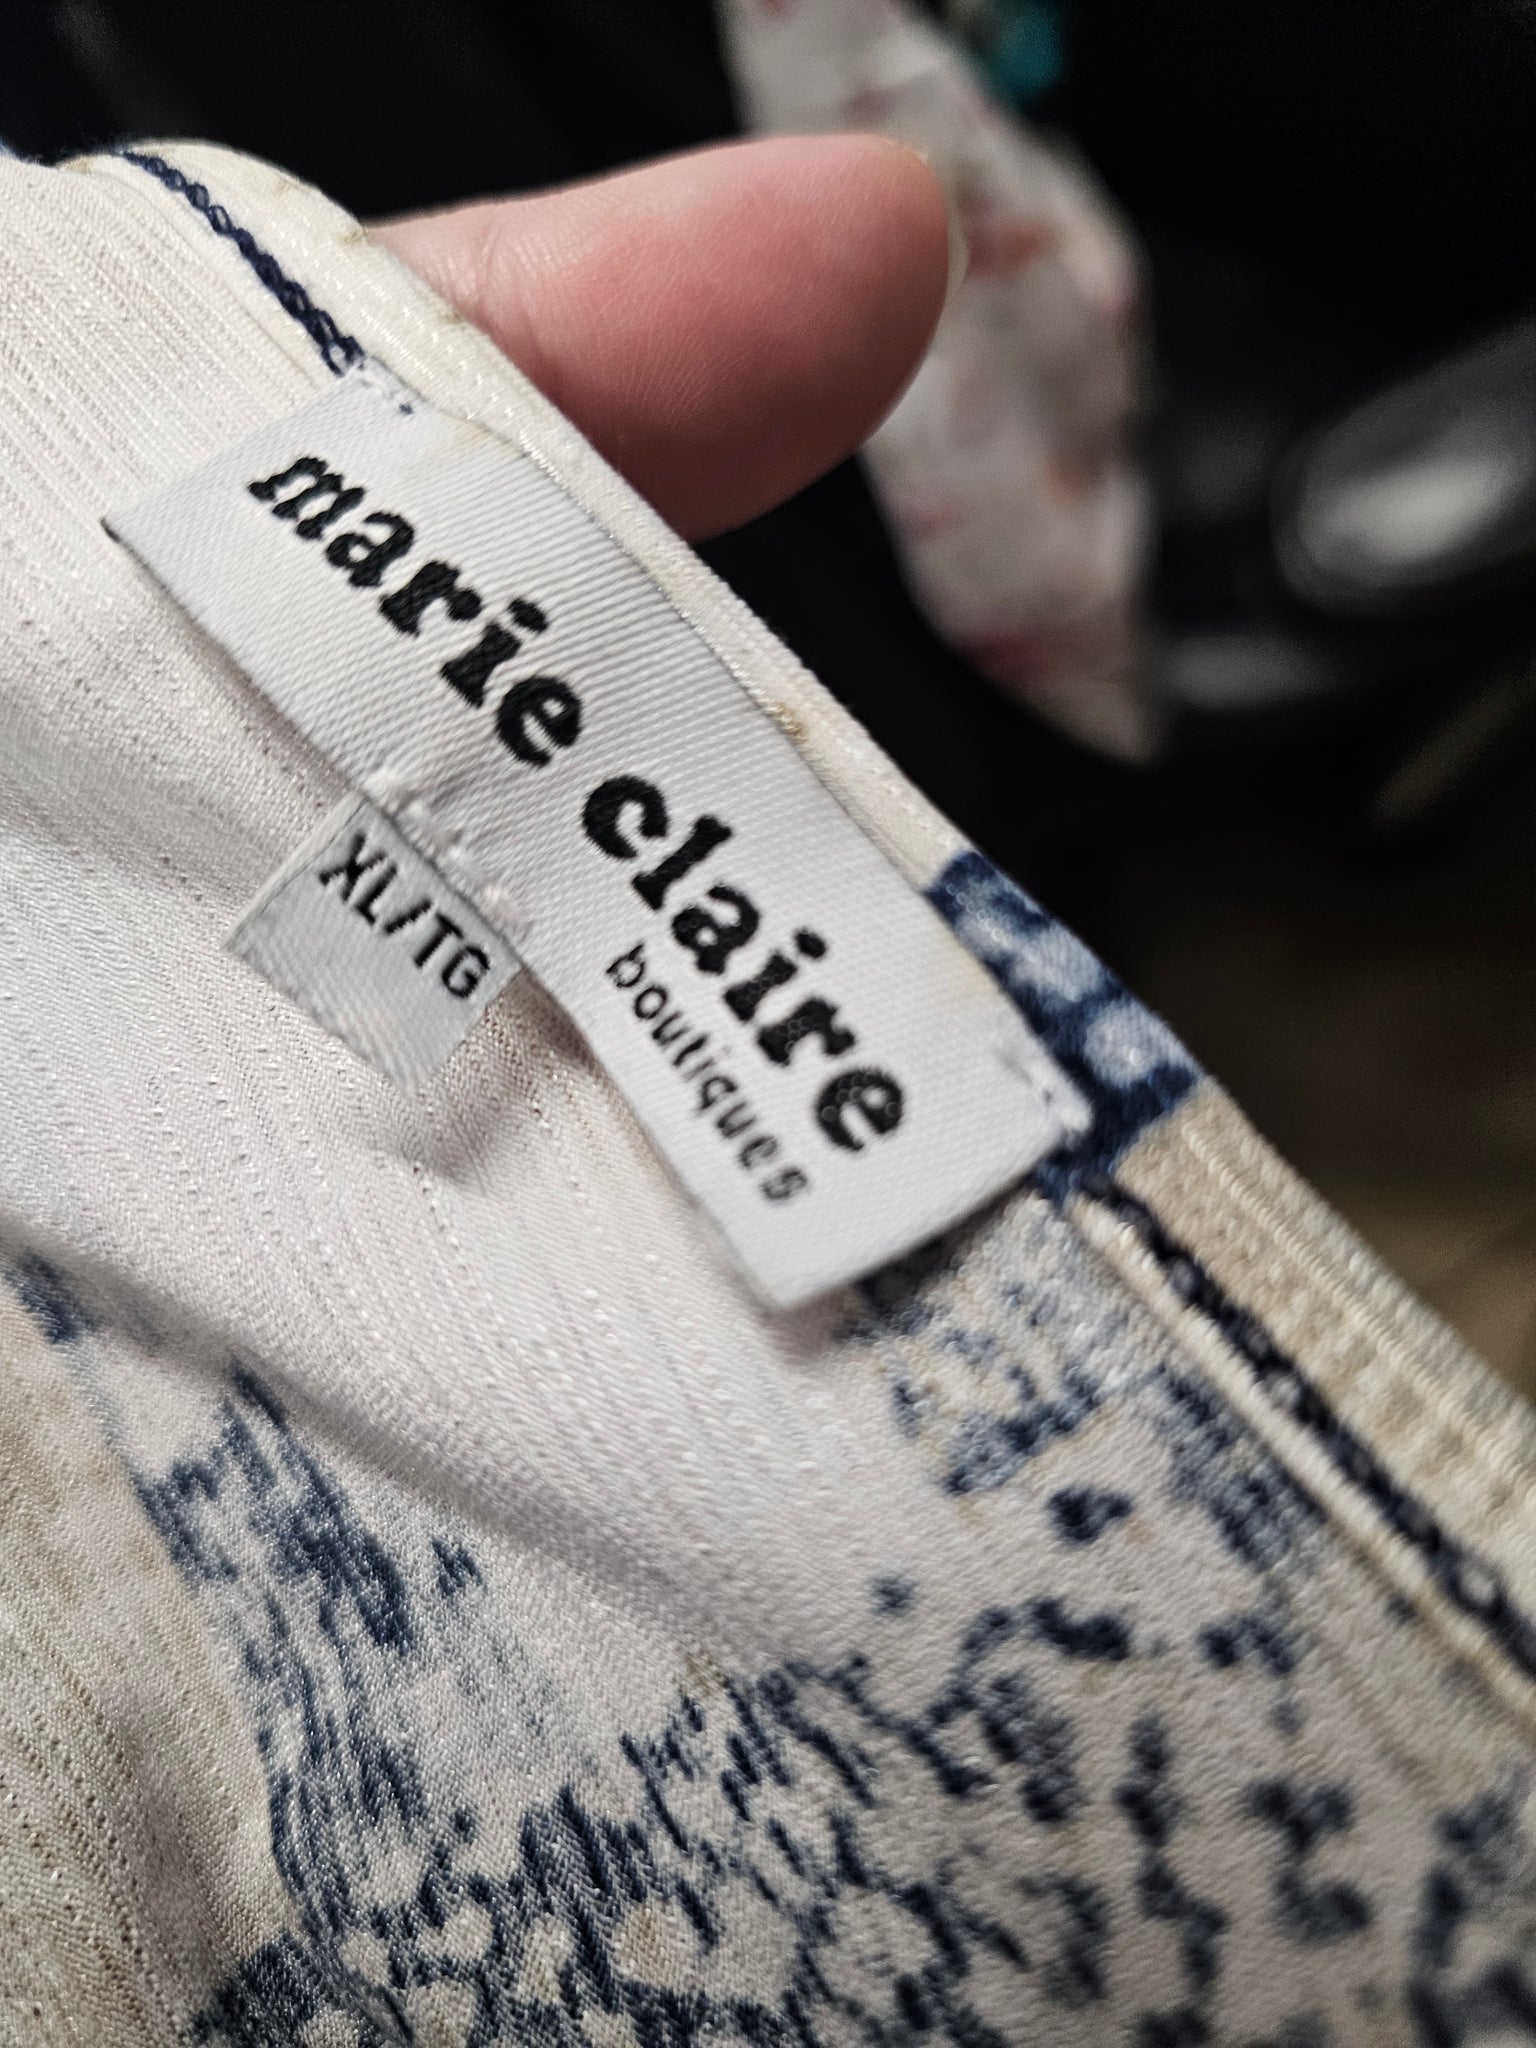 marie claire
boutiques
XL/TG